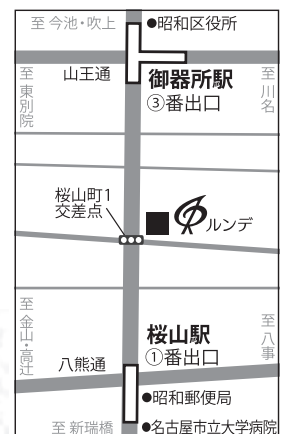 至 今池・吹上
●昭和区役所
至 東別院
山王通
御器所駅
③番出口
至 川名
桜山町1
交差点
ルンデ
至 金山・高辻
桜山駅
①番出口
至 八事
八熊通
●昭和郵便局
至 新瑞橋
●名古屋市立大学病院